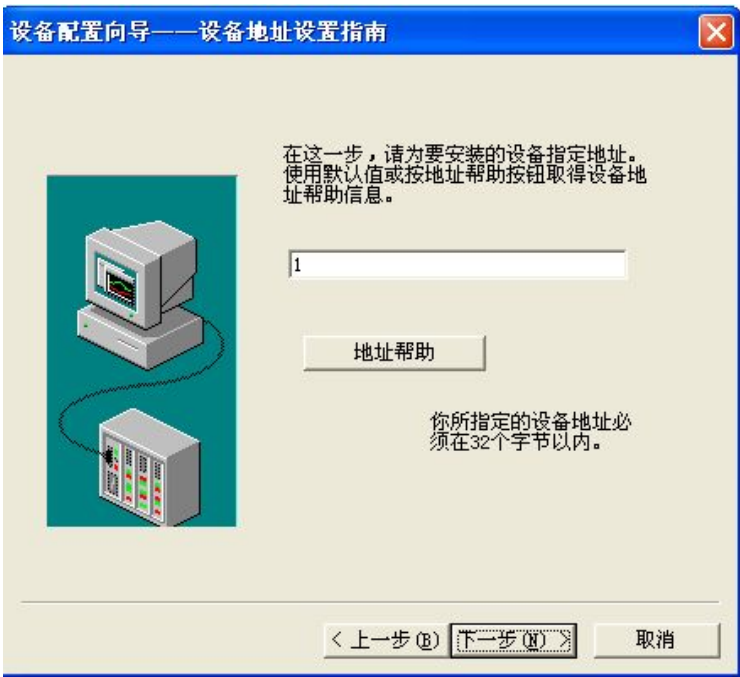 设备配置向导——设备地址设置指南
在这一步，请为要安装的设备指定地址。
使用默认值或按地址帮助按钮取得设备地
址帮助信息。
1
地址帮助
你所指定的设备地址必
须在32个字节以内。
< 上一步(B) 下一步(N) > 取消